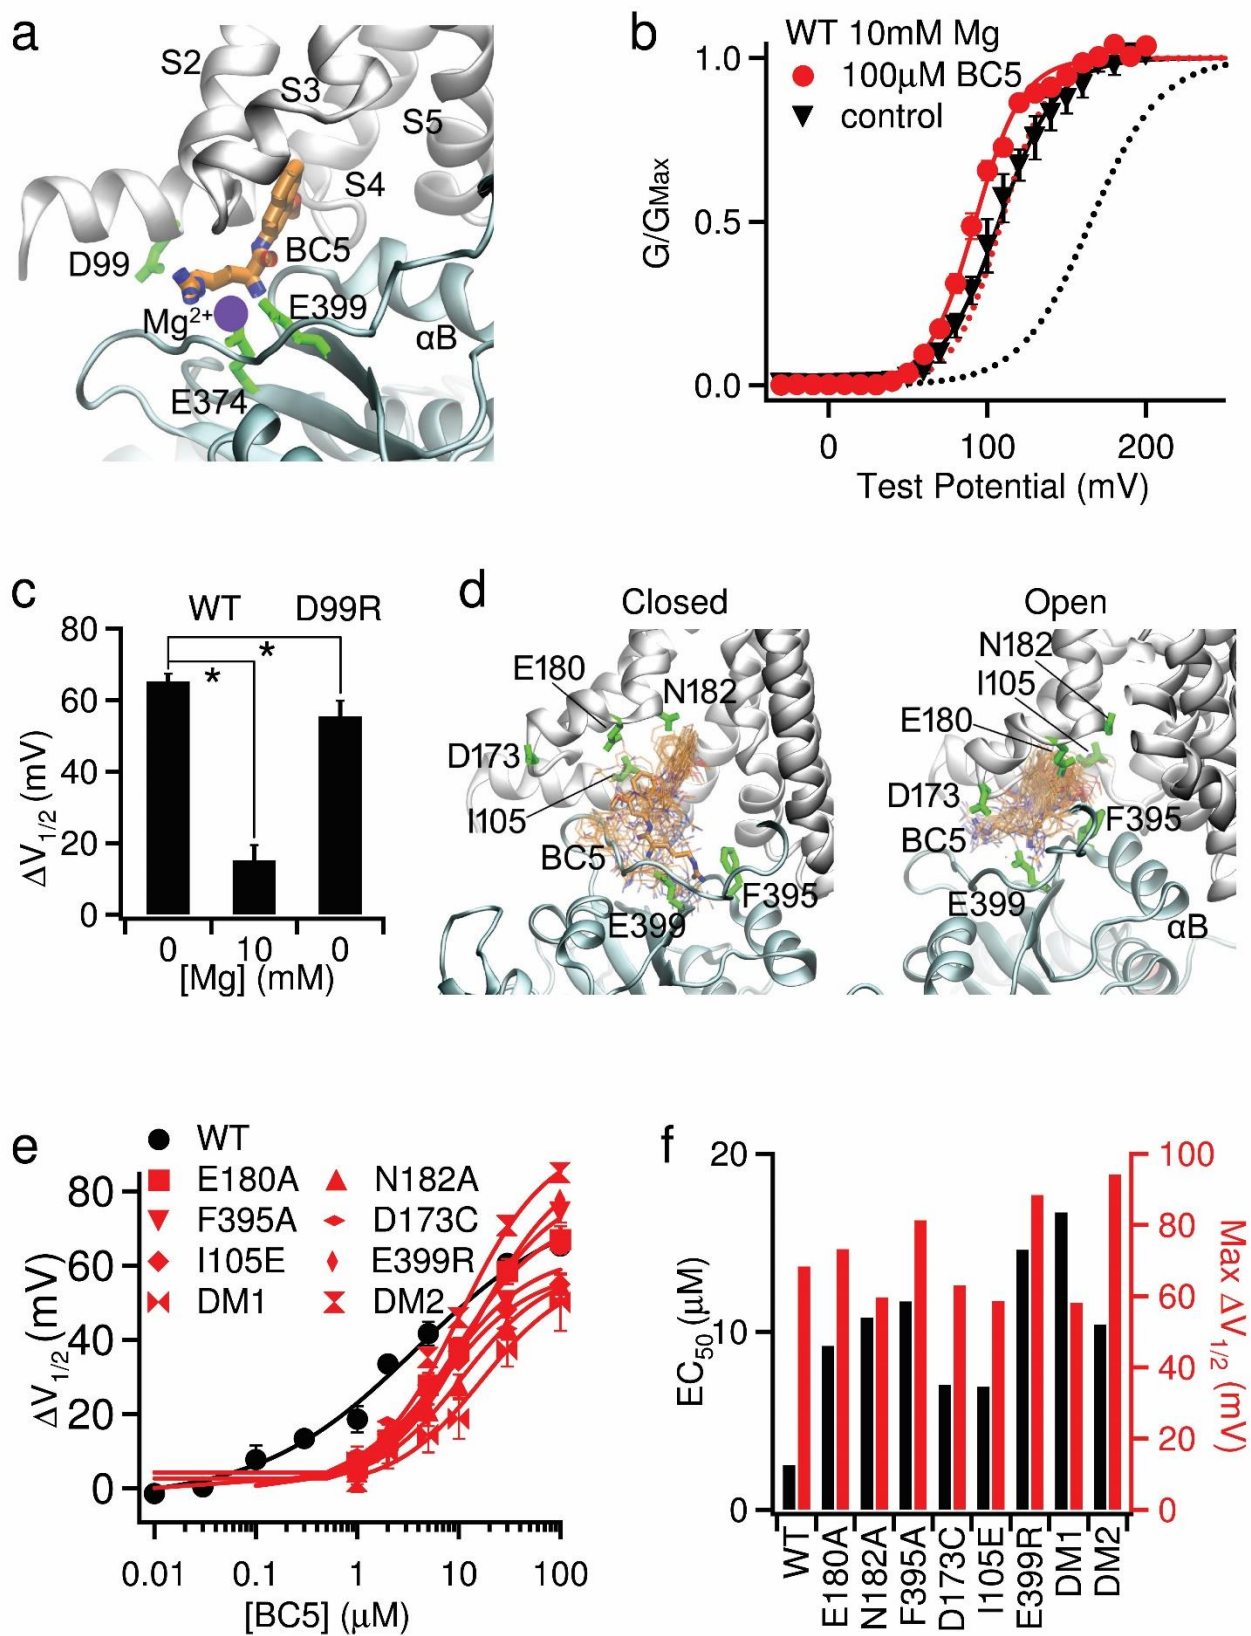 a
S2
S3
S5
S4
D99
BC5
Mg2+
E399
αB
E374
b
WT 10mM Mg
100μM BC5
control
1.0
0.5
0.0
G/GMax
0 100 200
Test Potential (mV)
c
WT D99R
80
60
40
20
0
ΔV1/2 (mV)
* *
0 10 0
[Mg] (mM)
d
Closed
E180
N182
D173
I105
BC5
F395
E399
Open
N182
I105
E180
D173
BC5
F395
E399
αB
e
WT
E180A N182A
F395A D173C
I105E E399R
DM1 DM2
80
60
40
20
0
ΔV1/2 (mV)
0.01 0.1 1 10 100
[BC5] (μM)
f
20
10
0
EC50 (μM)
100
80
60
40
20
0
Max ΔV1/2 (mV)
WT
E180A
N182A
F395A
D173C
I105E
E399R
DM1
DM2